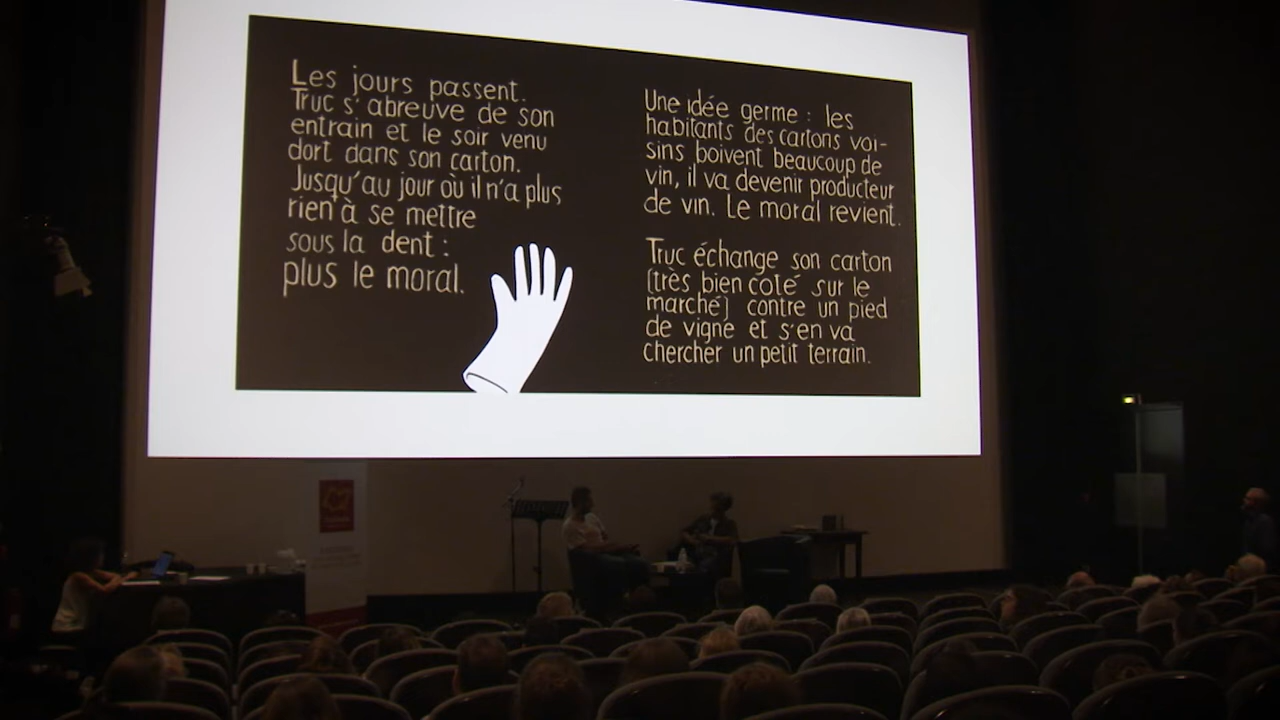 Les jours passent.
Truc s'abreuve de son
entrain et le soir venu
dort dans son carton.
Jusqu'au jour où il n'a plus
rien à se mettre
sous la dent :
plus le moral.
Une idée germe : les
habitants des cartons voi-
sins boivent beaucoup de
vin, il va devenir producteur
de vin. Le moral revient.
Truc échange son carton
(très bien coté sur le
marché) contre un pied
de vigne et s'en va
chercher un petit terrain.